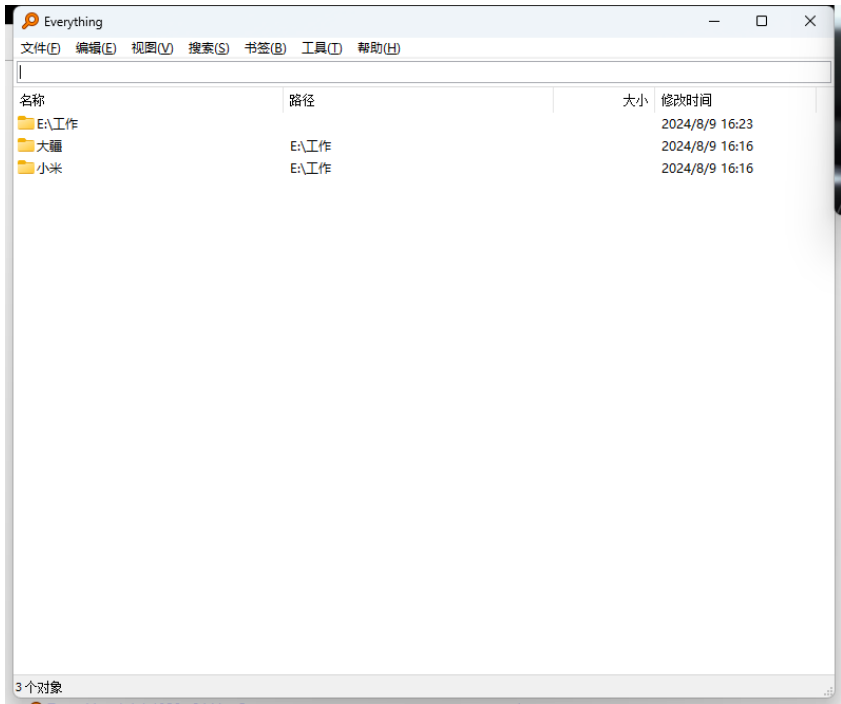 Everything
文件(F) 编辑(E) 视图(V) 搜索(S) 书签(B) 工具(T) 帮助(H)
名称 路径 大小 修改时间
E:\工作 2024/8/9 16:23
大疆 E:\工作 2024/8/9 16:16
小米 E:\工作 2024/8/9 16:16
3 个对象